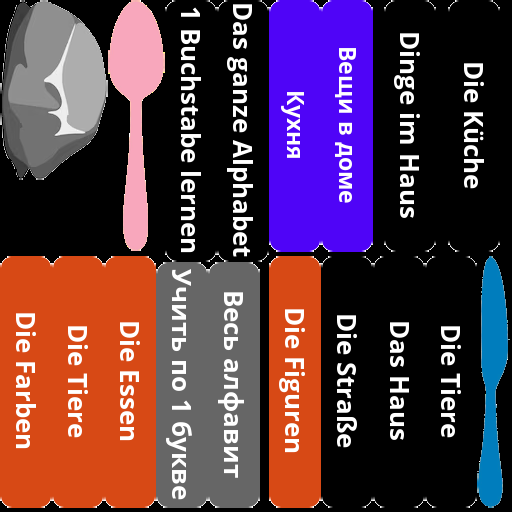 1 Buchstabe lernen
Das ganze Alphabet
Кухня
Вещи в доме
Dinge im Haus
Die Küche
Die Farben
Die Tiere
Die Essen
Учить по 1 букве
Весь алфавит
Die Figuren
Die Straße
Das Haus
Die Tiere